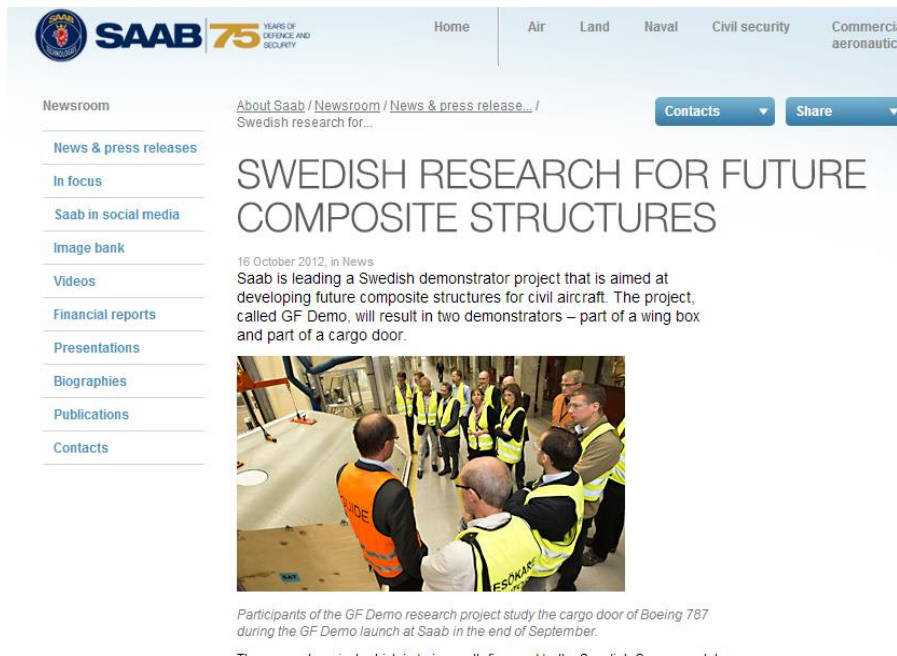 SAAB 75 YEARS OF DEFENCE AND SECURITY
Home Air Land Naval Civil security Commercia aeronautic
Newsroom
News & press releases
In focus
Saab in social media
Image bank
Videos
Financial reports
Presentations
Biographies
Publications
Contacts
About Saab / Newsroom / News & press release... /
Swedish research for...
Contacts
Share
SWEDISH RESEARCH FOR FUTURE
COMPOSITE STRUCTURES
16 October 2012, in News
Saab is leading a Swedish demonstrator project that is aimed at
developing future composite structures for civil aircraft. The project,
called GF Demo, will result in two demonstrators – part of a wing box
and part of a cargo door.
GUIDE
Participants of the GF Demo research project study the cargo door of Boeing 787
during the GF Demo launch at Saab in the end of September.